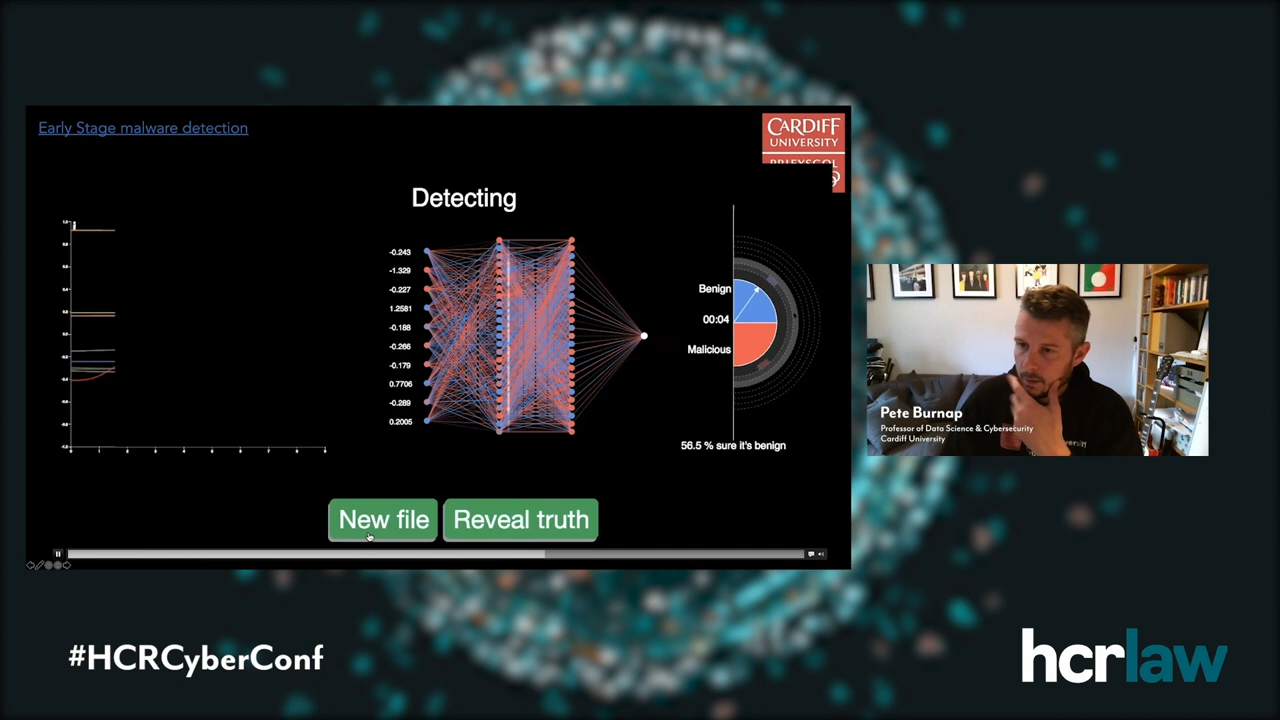 Early Stage malware detection
CARDIFF
UNIVERSITY
PRIFYSGOL
Detecting
-0.243
-1.329
-0.227
1.2581
-0.188
-0.266
-0.179
0.7706
-0.289
0.2005
Benign
00:04
Malicious
56.5 % sure it's benign
New file
Reveal truth
Pete Burnap
Professor of Data Science & Cybersecurity
Cardiff University
#HCRCyberConf
hcrlaw